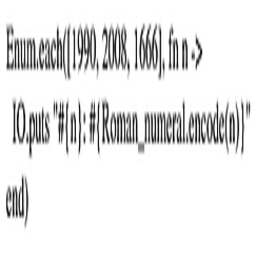 Enum.each([1990, 2008, 1666], fn n ->
IO.puts "#{n}: #{Roman_numeral.encode(n)}"
end)